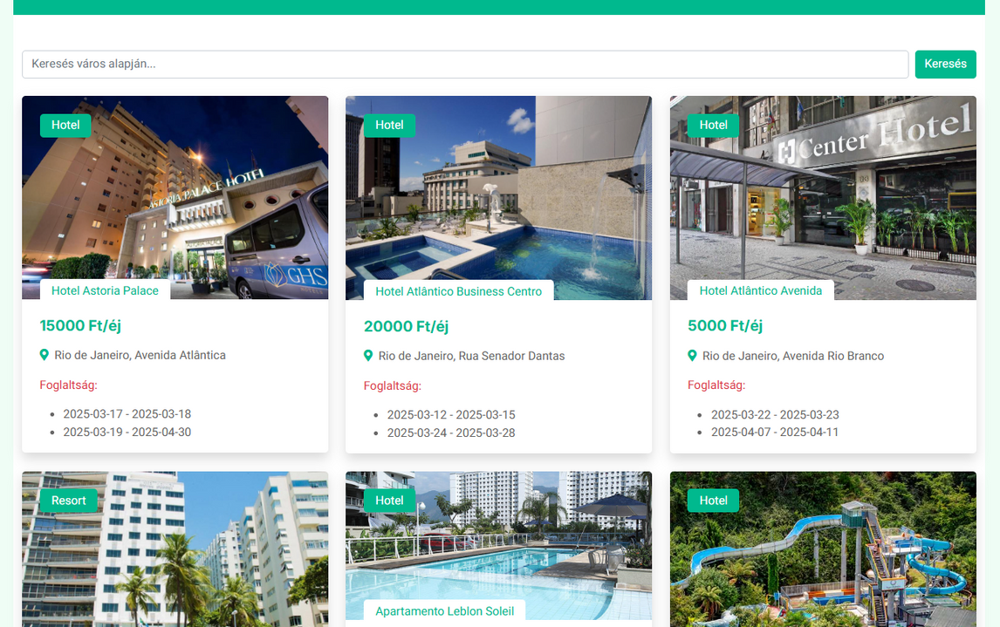 Keresés város alapján...
Keresés
Hotel
ASTORIA PALACE HOTEL
GHS
Hotel Astoria Palace
15000 Ft/éj
Rio de Janeiro, Avenida Atlântica
Foglaltság:
2025-03-17 - 2025-03-18
2025-03-19 - 2025-04-30
Hotel
Hotel Atlântico Business Centro
20000 Ft/éj
Rio de Janeiro, Rua Senador Dantas
Foglaltság:
2025-03-12 - 2025-03-15
2025-03-24 - 2025-03-28
Hotel
Center Hotel
Hotel Atlântico Avenida
5000 Ft/éj
Rio de Janeiro, Avenida Rio Branco
Foglaltság:
2025-03-22 - 2025-03-23
2025-04-07 - 2025-04-11
Resort
Hotel
Apartamento Leblon Soleil
Hotel